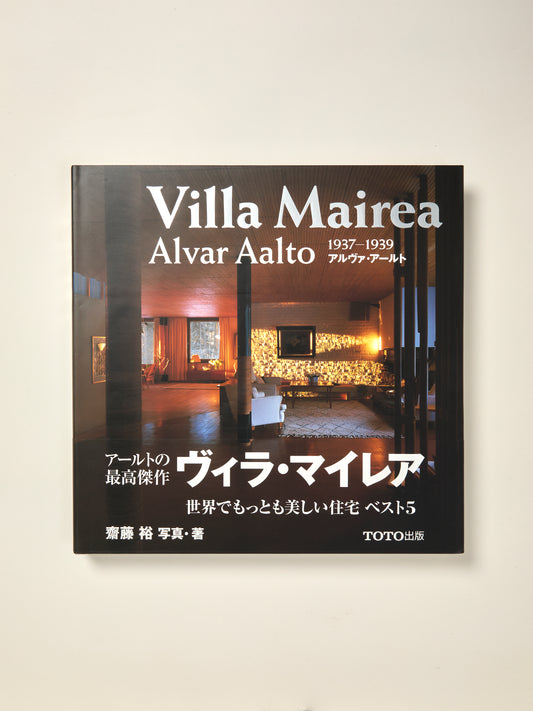 Villa Mairea
Alvar Aalto
1937–1939
アルヴァ・アールト
アールトの
最高傑作
ヴィラ・マイレア
世界でもっとも美しい住宅 ベスト5
齋藤 裕 写真・著
TOTO出版